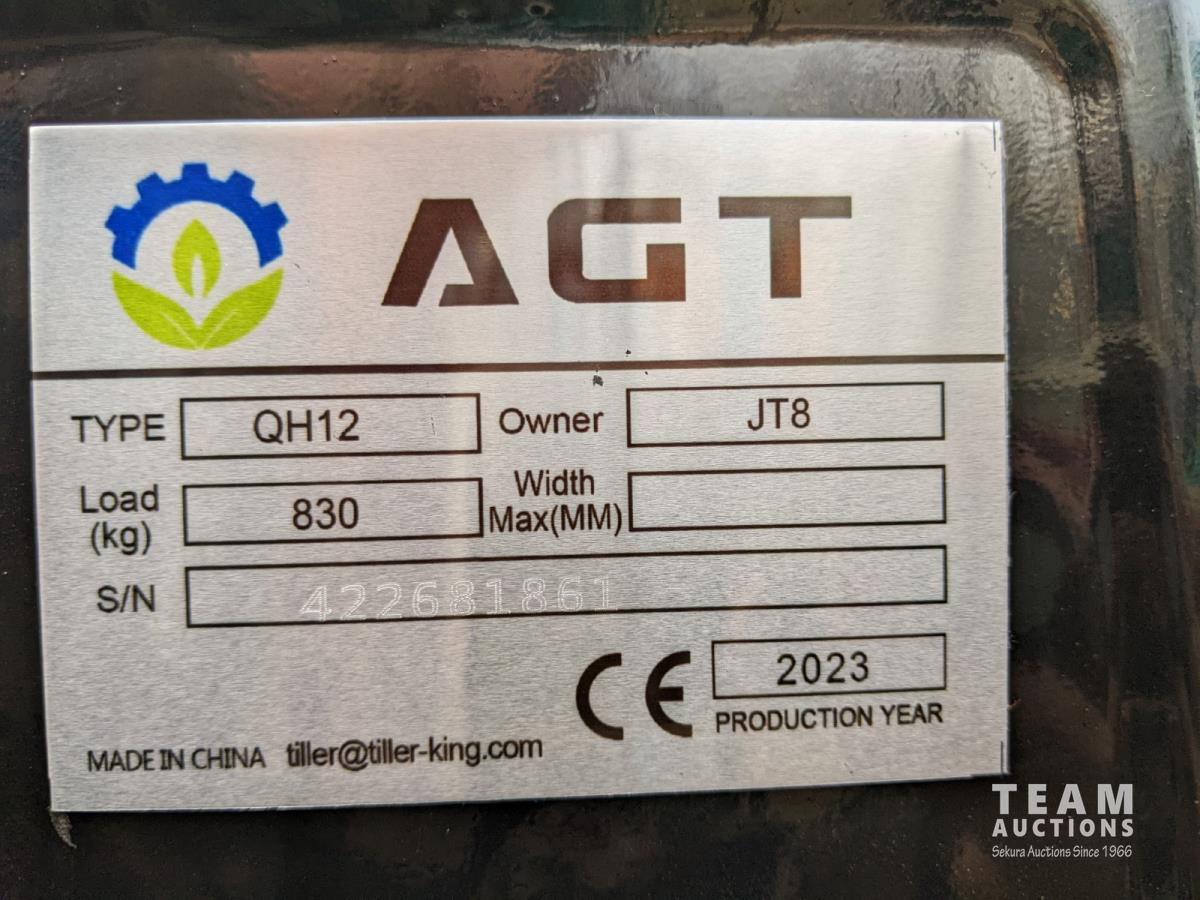 AGT
TYPE QH12 Owner JT8
Load (kg) 830 Width Max(MM)
S/N 422681861
CE 2023
PRODUCTION YEAR
MADE IN CHINA tiller@tiller-king.com
TEAM
AUCTIONS
Sekura Auctions Since 1966